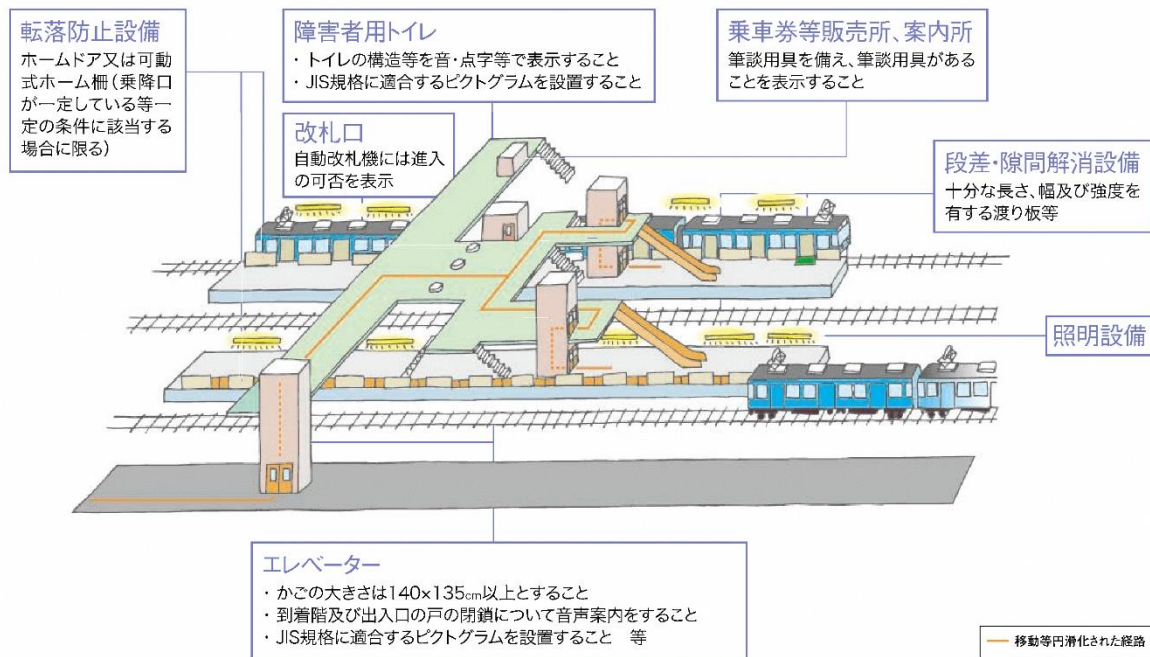 転落防止設備
ホームドア又は可動
式ホーム柵(乗降口
が一定している等一
定の条件に該当する
場合に限る)
障害者用トイレ
・トイレの構造等を音・点字等で表示すること
・JIS規格に適合するピクトグラムを設置すること
乗車券等販売所、案内所
筆談用具を備え、筆談用具がある
ことを表示すること
改札口
自動改札機には進入
の可否を表示
段差・隙間解消設備
十分な長さ、幅及び強度を
有する渡り板等
照明設備
エレベーター
・かごの大きさは140×135cm以上とすること
・到着階及び出入口の戸の閉鎖について音声案内をすること
・JIS規格に適合するピクトグラムを設置すること 等
移動等円滑化された経路